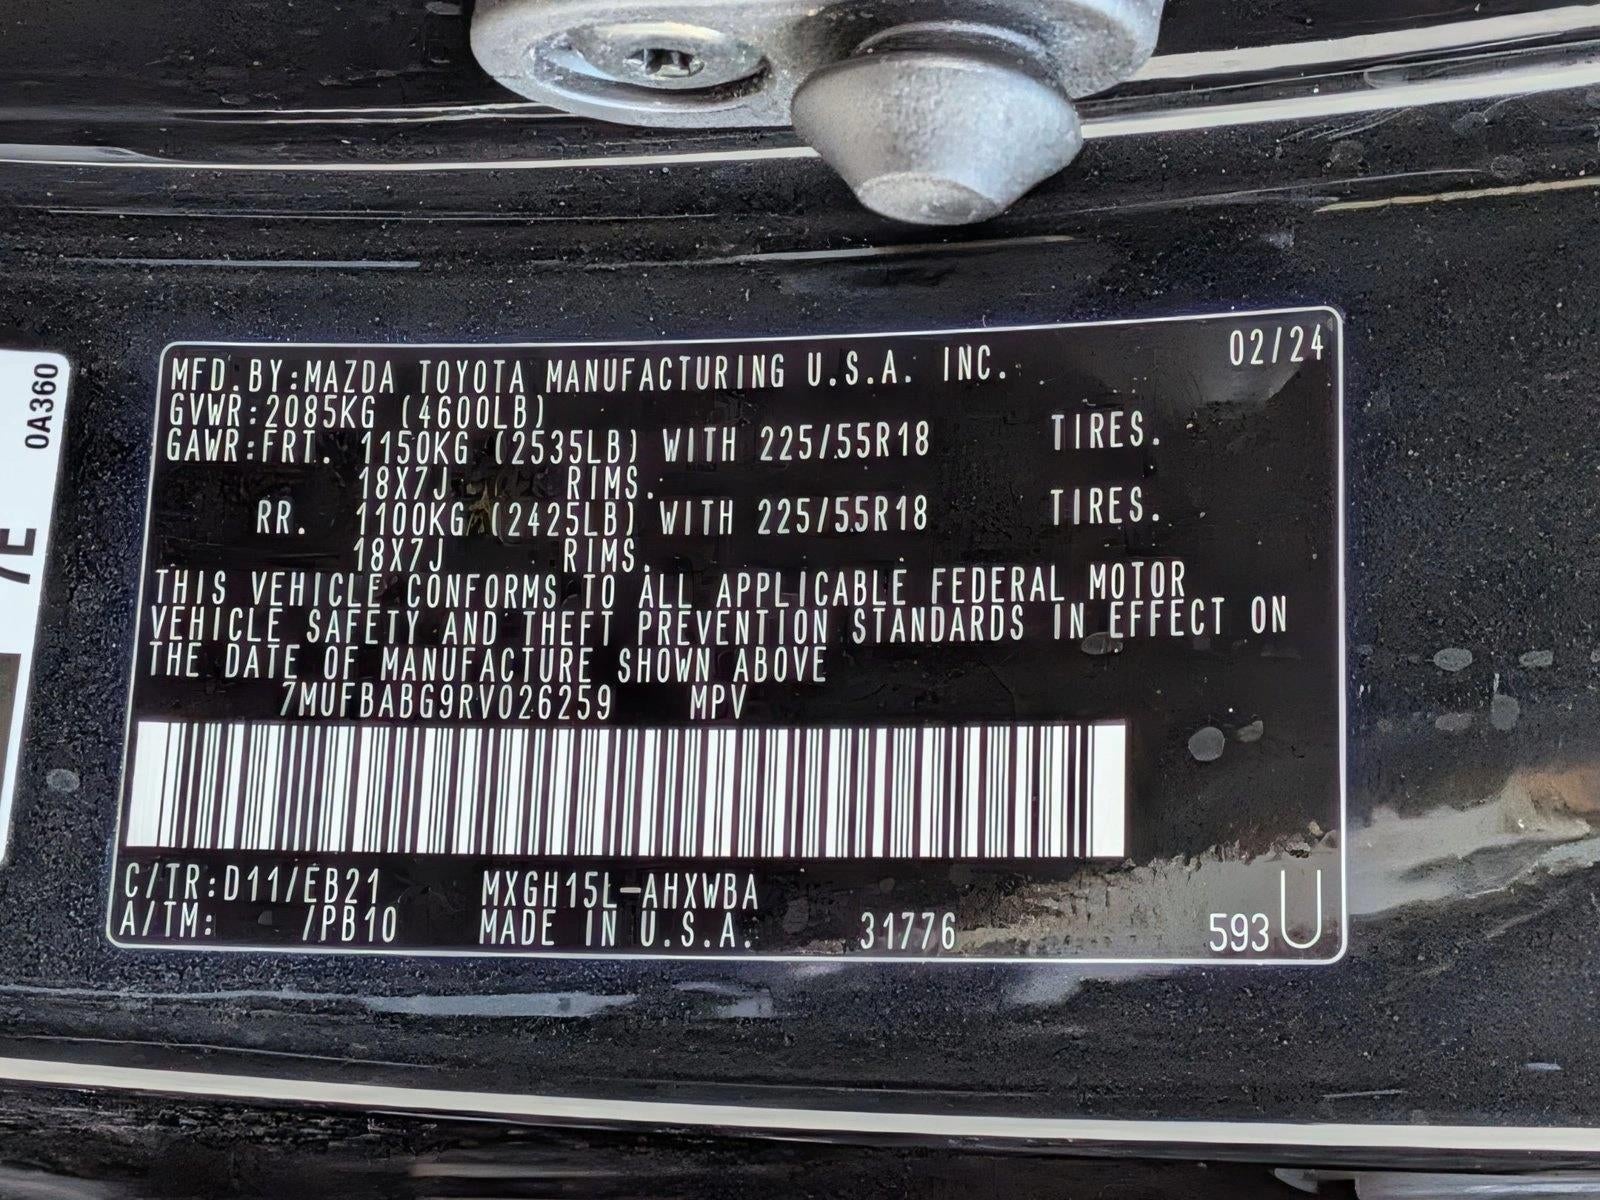 MFD.BY:MAZDA TOYOTA MANUFACTURING U.S.A. INC. 02/24
GVWR:2085KG (4600LB)
GAWR:FRT. 1150KG (2535LB) WITH 225/55R18 TIRES.
18X7J RIMS.
RR. 1100KG (2425LB) WITH 225/55R18 TIRES.
18X7J RIMS.
THIS VEHICLE CONFORMS TO ALL APPLICABLE FEDERAL MOTOR
VEHICLE SAFETY AND THEFT PREVENTION STANDARDS IN EFFECT ON
THE DATE OF MANUFACTURE SHOWN ABOVE
7MUFBABG9RV026259 MPV
C/TR:D11/EB21 MXGH15L-AHXWBA
A/TM: /PB10 MADE IN U.S.A. 31776 593 U
0A360
7E